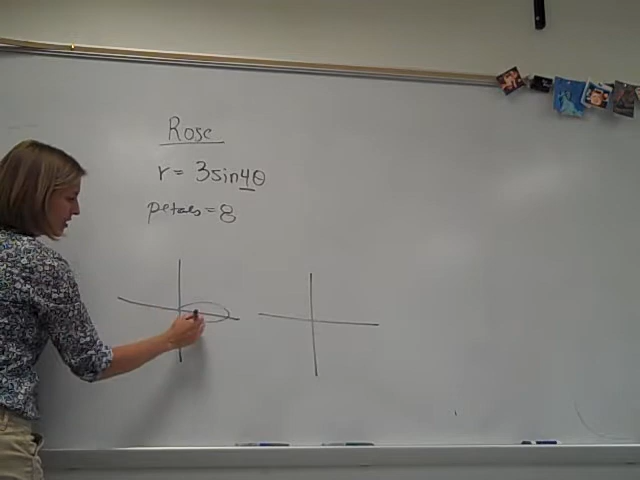 Rose
r = 3sin4θ
petals = 8